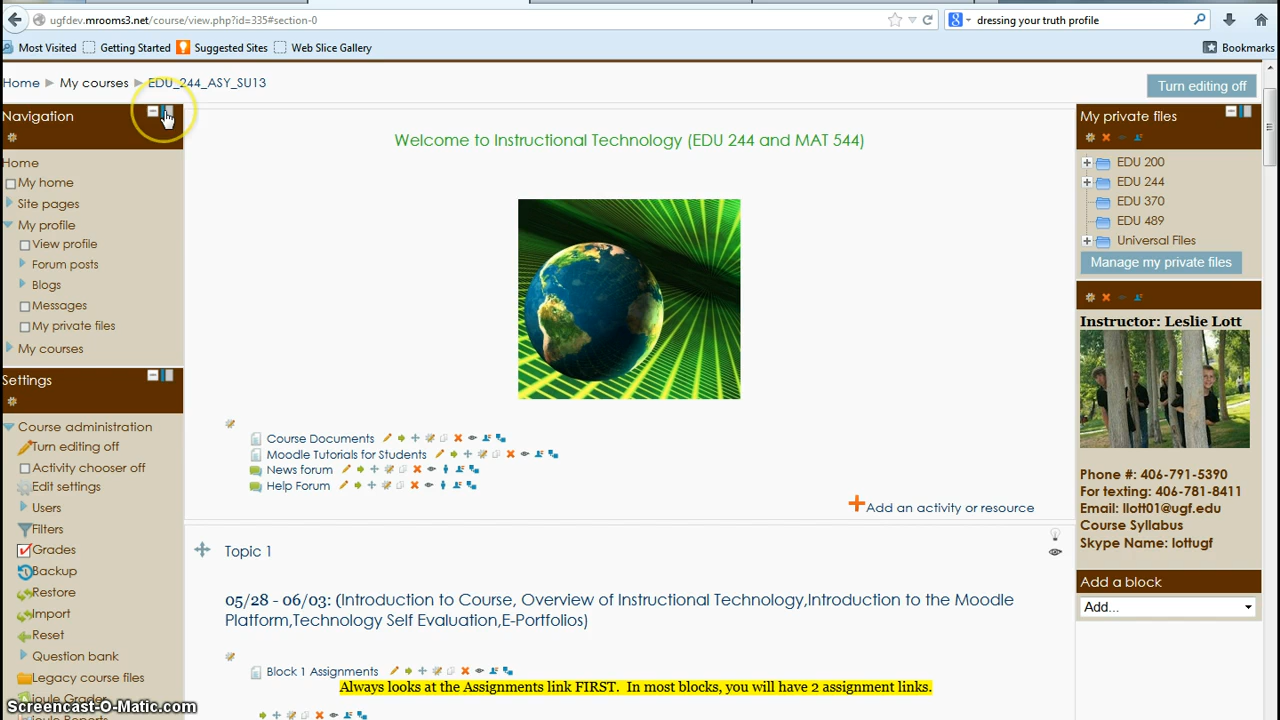 ugfdev.mrooms3.net/course/view.php?id=335#section-0
dressing your truth profile
Most Visited Getting Started Suggested Sites Web Slice Gallery Bookmarks
Home My courses EDU_244_ASY_SU13
Turn editing off
Navigation
Home
My home
Site pages
My profile
View profile
Forum posts
Blogs
Messages
My private files
My courses
Settings
Course administration
Turn editing off
Activity chooser off
Edit settings
Users
Filters
Grades
Backup
Restore
Import
Reset
Question bank
Legacy course files
joule Grader
joule Reports
Welcome to Instructional Technology (EDU 244 and MAT 544)
Course Documents
Moodle Tutorials for Students
News forum
Help Forum
Add an activity or resource
Topic 1
05/28 - 06/03: (Introduction to Course, Overview of Instructional Technology,Introduction to the Moodle
Platform,Technology Self Evaluation,E-Portfolios)
Block 1 Assignments
Always looks at the Assignments link FIRST. In most blocks, you will have 2 assignment links.
My private files
EDU 200
EDU 244
EDU 370
EDU 489
Universal Files
Manage my private files
Instructor: Leslie Lott
Phone #: 406-791-5390
For texting: 406-781-8411
Email: llott01@ugf.edu
Course Syllabus
Skype Name: lottugf
Add a block
Add...
Screencast-O-Matic.com